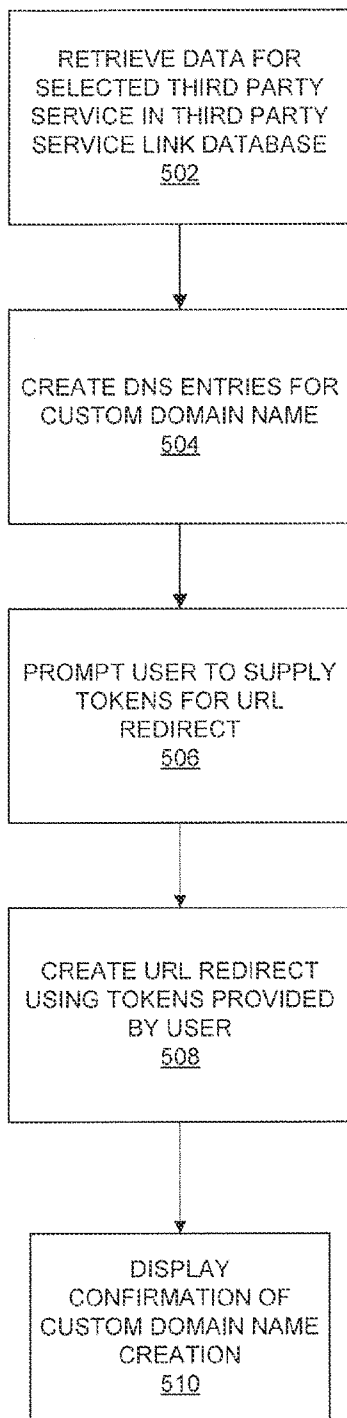 RETRIEVE DATA FOR
SELECTED THIRD PARTY
SERVICE IN THIRD PARTY
SERVICE LINK DATABASE
502
CREATE DNS ENTRIES FOR
CUSTOM DOMAIN NAME
504
PROMPT USER TO SUPPLY
TOKENS FOR URL
REDIRECT
506
CREATE URL REDIRECT
USING TOKENS PROVIDED
BY USER
508
DISPLAY
CONFIRMATION OF
CUSTOM DOMAIN NAME
CREATION
510